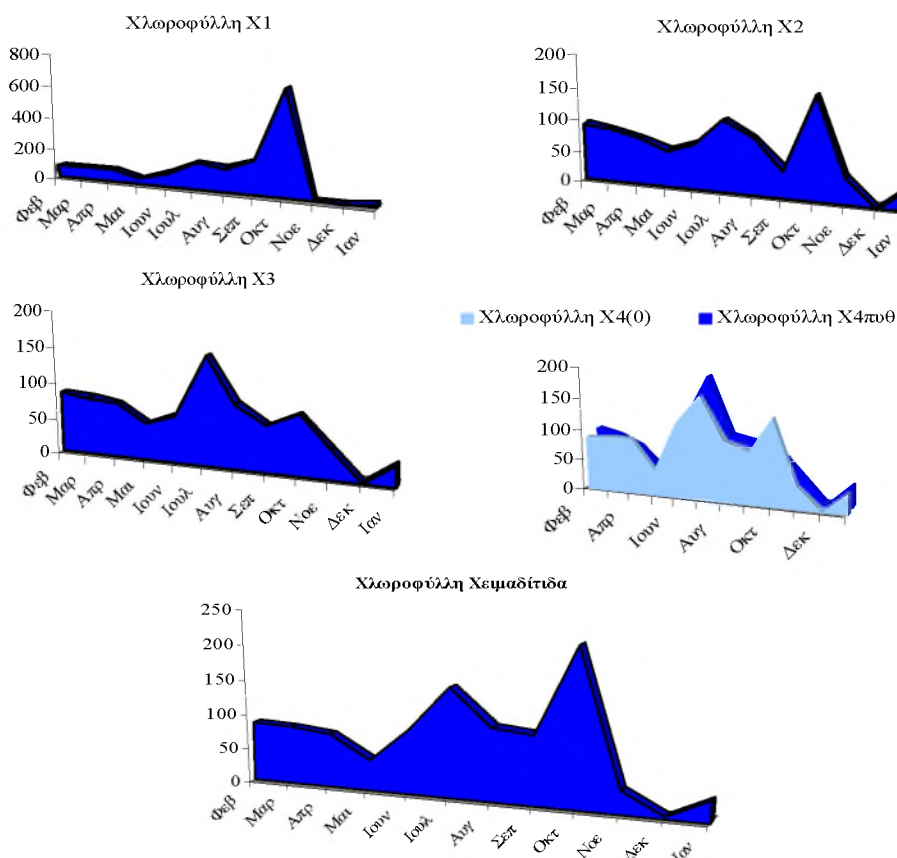 Χλωροφύλλη Χ1
800
600
400
200
0
Φεβ Μαρ Απρ Μαι Ιουν Ιουλ Αυγ Σεπ Οκτ Νοε Δεκ Ιαν
Χλωροφύλλη Χ2
200
150
100
50
0
Φεβ Μαρ Απρ Μαι Ιουν Ιουλ Αυγ Σεπ Οκτ Νοε Δεκ Ιαν
Χλωροφύλλη Χ3
200
150
100
50
0
Φεβ Μαρ Απρ Μαι Ιουν Ιουλ Αυγ Σεπ Οκτ Νοε Δεκ Ιαν
Χλωροφύλλη Χ4(0) Χλωροφύλλη Χ4πυθ
200
150
100
50
0
Φεβ Απρ Ιουν Αυγ Οκτ Δεκ
Χλωροφύλλη Χειμαδίτιδα
250
200
150
100
50
0
Φεβ Μαρ Απρ Μαι Ιουν Ιουλ Αυγ Σεπ Οκτ Νοε Δεκ Ιαν